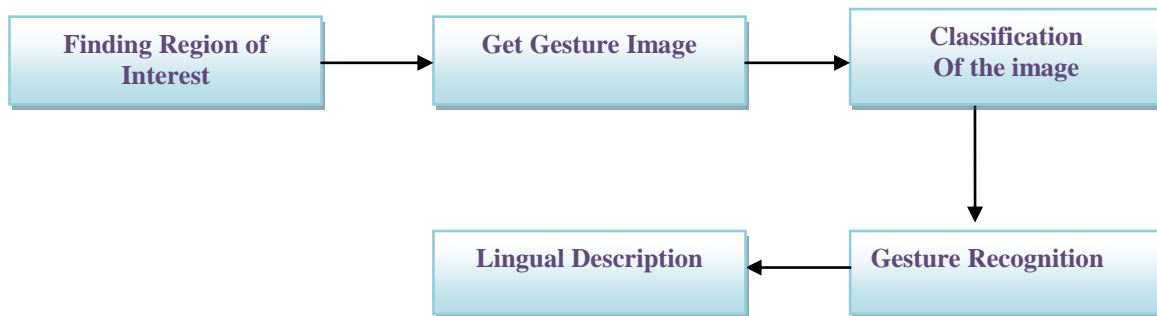 Finding Region of
Interest
Get Gesture Image
Classification
Of the image
Gesture Recognition
Lingual Description